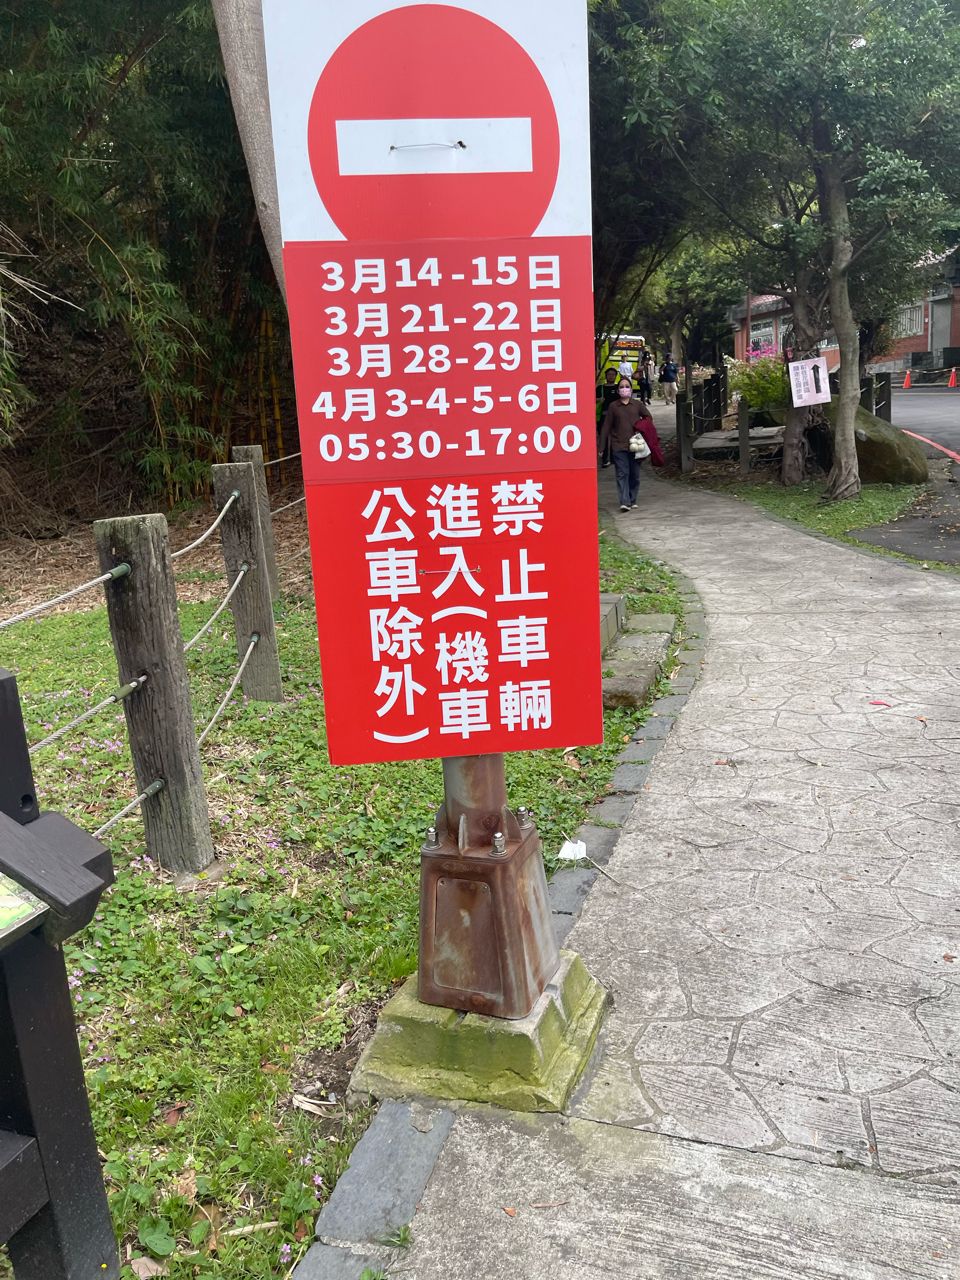 3月14-15日
3月21-22日
3月28-29日
4月3-4-5-6日
05:30-17:00
禁止車輛
進入(機車
公車除外)